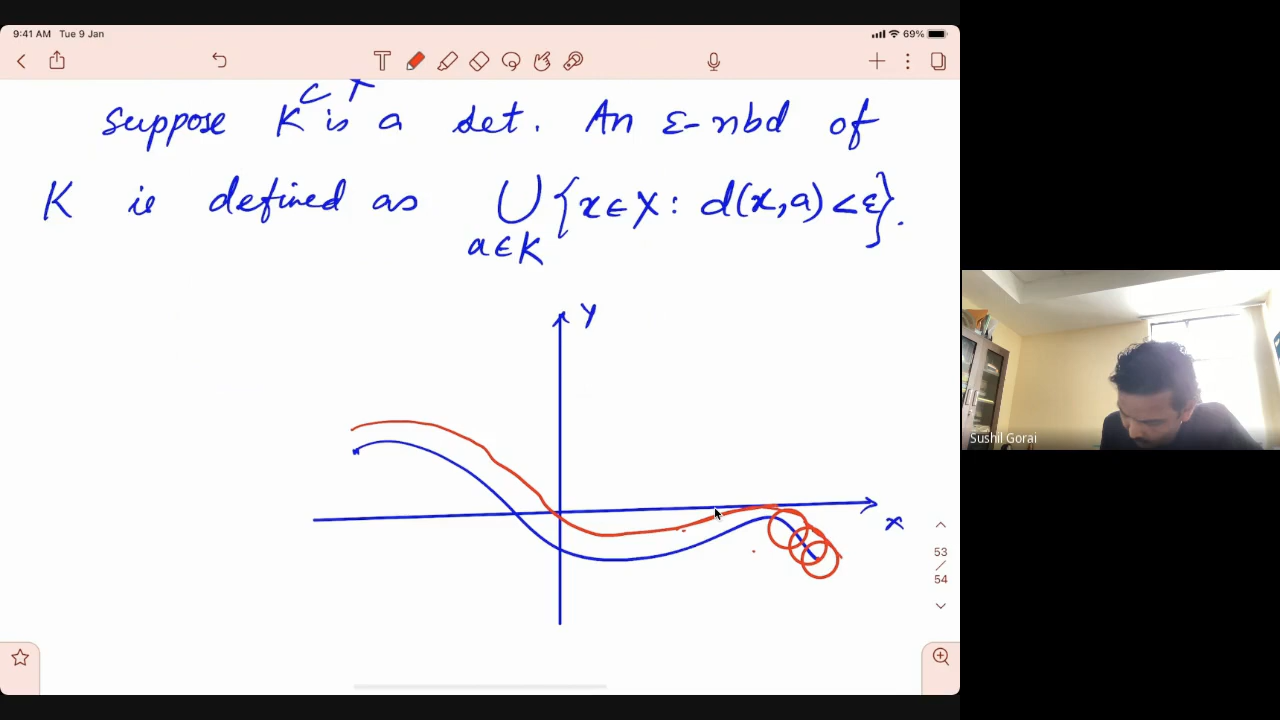 9:41 AM Tue 9 Jan
69%
T
Suppose K is a set. An ε-nbd of
K is defined as ∪ {x∈X : d(x,a) <ε}.
a∈K
Y
x
53
/
54
Sushil Gorai